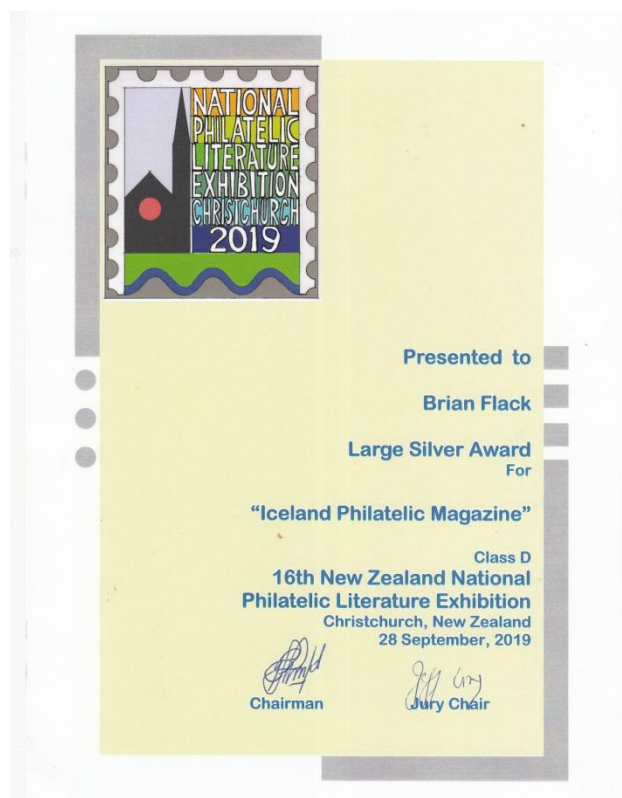 NATIONAL
PHILATELIC
LITERATURE
EXHIBITION
CHRISTCHURCH
2019
Presented to
Brian Flack
Large Silver Award
For
“Iceland Philatelic Magazine”
Class D
16th New Zealand National
Philatelic Literature Exhibition
Christchurch, New Zealand
28 September, 2019
Chairman
Jury Chair